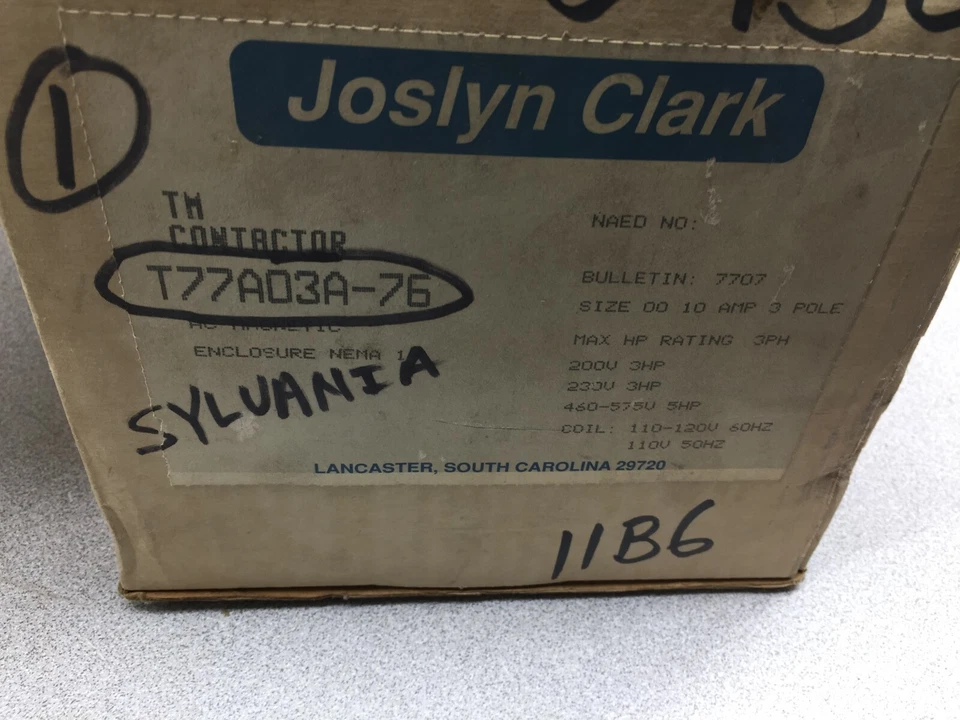 1
Joslyn Clark
TM
CONTACTOR
T77A03A-76
AC MAGNETIC
ENCLOSURE NEMA 1
SYLVANIA
NAED NO:
BULLETIN: 7707
SIZE 00 10 AMP 3 POLE
MAX HP RATING 3PH
200V 3HP
230V 3HP
460-575V 5HP
COIL: 110-120V 60HZ
110V 50HZ
LANCASTER, SOUTH CAROLINA 29720
11B6